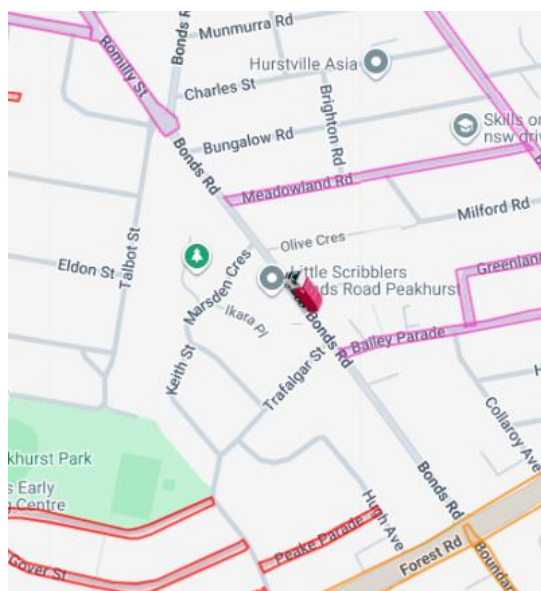 Munmurra Rd
Bonds
Romilly St
Hurstville Asia
Charles St
Brighton Rd
Skills on
nsw driv
Bungalow Rd
Bonds Rd
Meadowland Rd
Milford Rd
Talbot St
Olive Cres
Marsden Cres
Eldon St
Greenlan
Little Scribblers
nds Road Peakhurst
Ikara Pl
Bonds Rd
Bailey Parade
Keith St
Trafalgar St
Collaroy Ave
H
khurst Park
s Early
g Centre
Bonds Rd
Hugh Ave
Peake Parade
Forest Rd
Boundar
Gover St